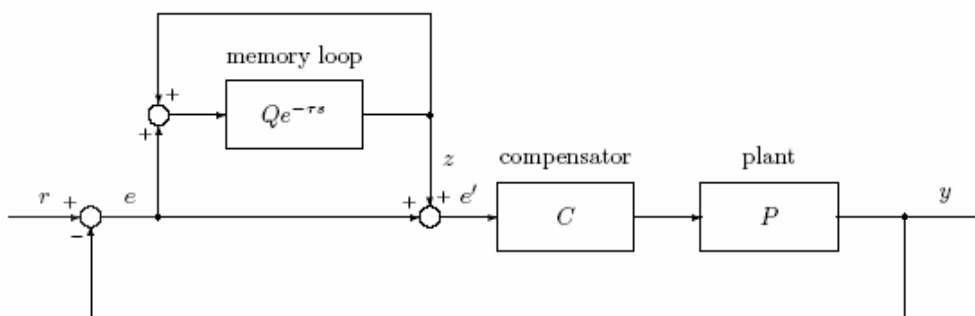 memory loop
+
+
Qe^{-τs}
z
compensator
plant
r
+
−
e
+
+
e′
C
P
y